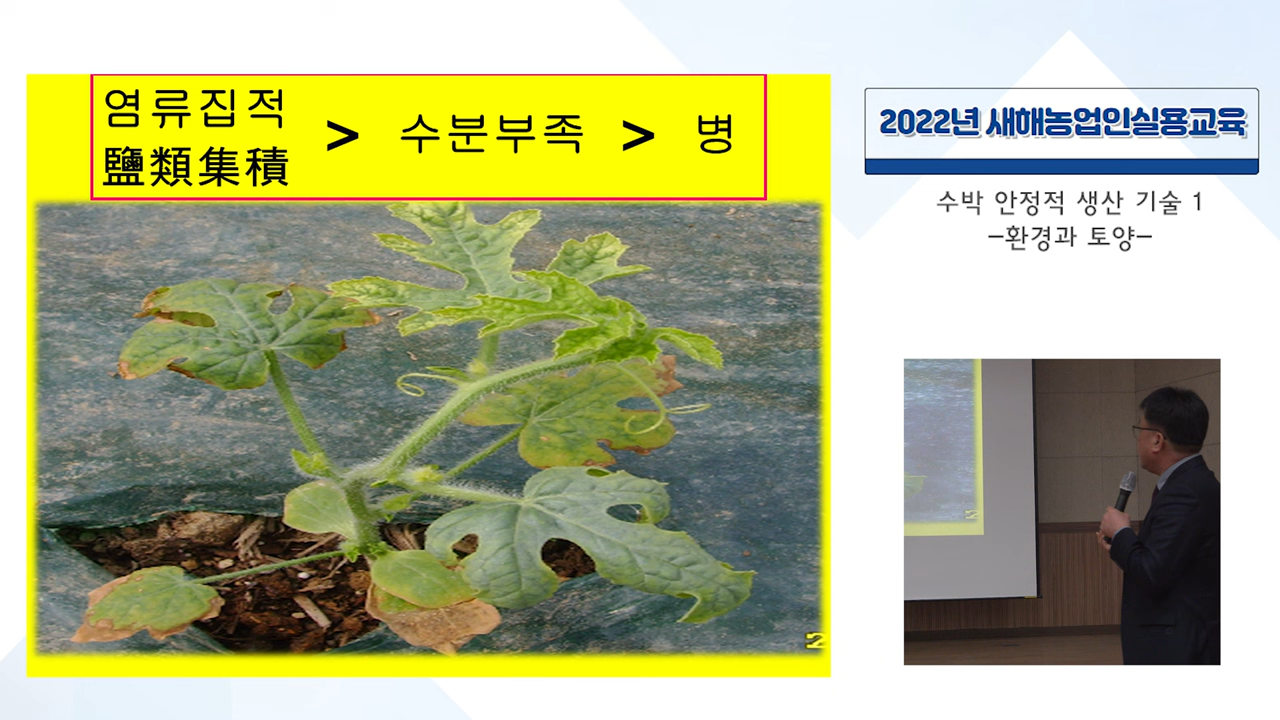 염류집적
鹽類集積
> 수분부족 > 병
2022년 새해농업인실용교육
수박 안정적 생산 기술 1
-환경과 토양-
2